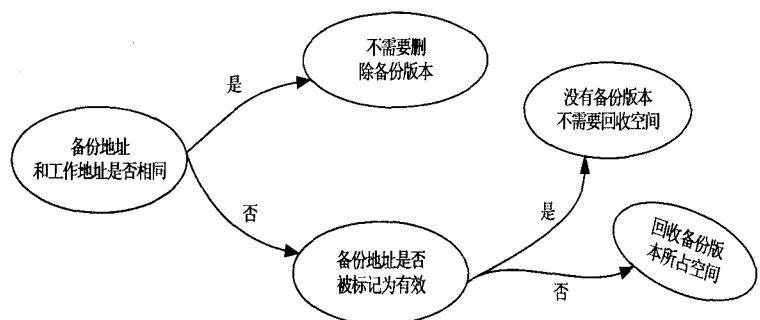 不需要删
除备份版本
是
没有备份版本
不需要回收空间
备份地址
和工作地址是否相同
否
是
回收备份版
本所占空间
备份地址是否
被标记为有效
否